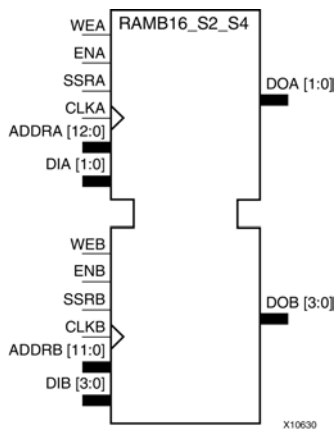 RAMB16_S2_S4
WEA
ENA
SSRA
CLKA
ADDRA [12:0]
DIA [1:0]
DOA [1:0]
WEB
ENB
SSRB
CLKB
ADDRB [11:0]
DIB [3:0]
DOB [3:0]
X10630